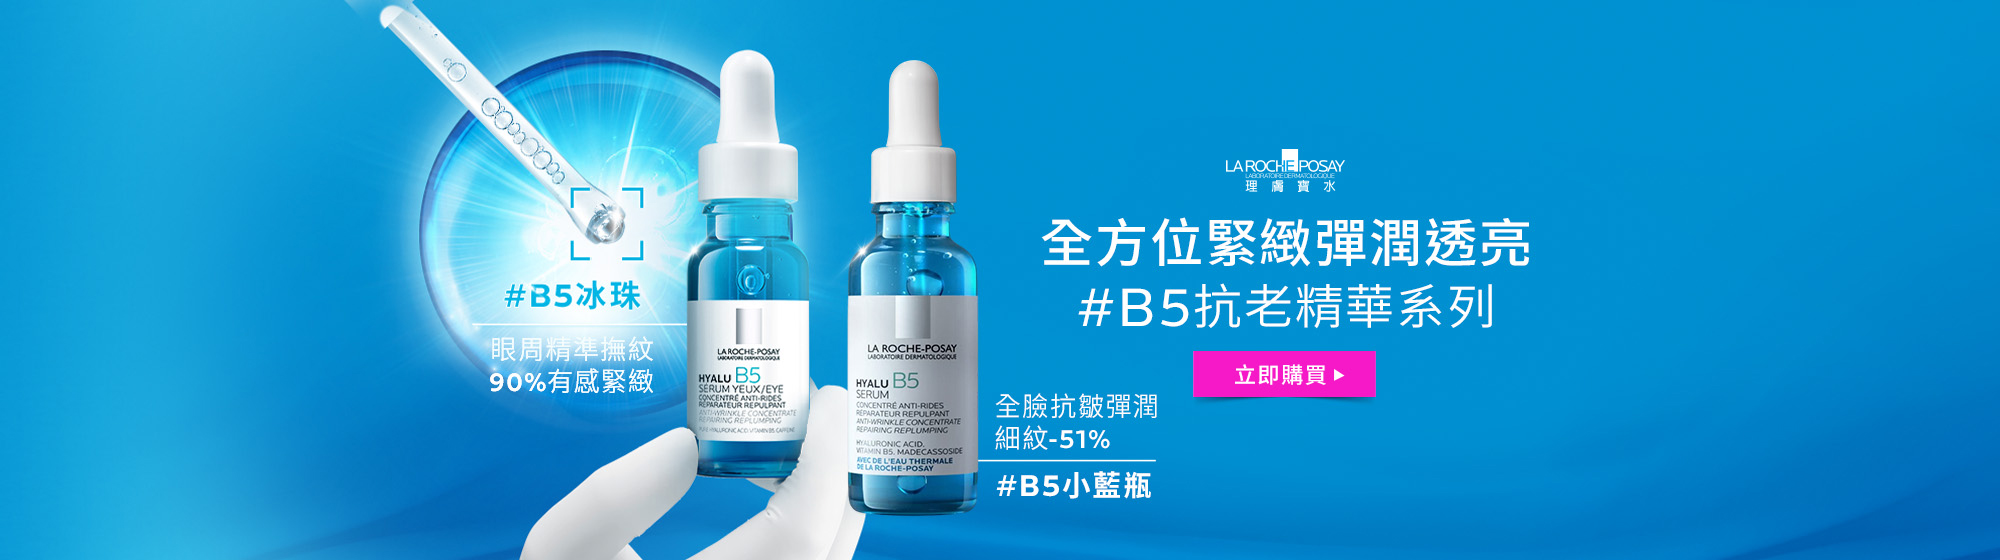 #B5冰珠
眼周精準撫紋
90%有感緊緻
LA ROCHE-POSAY
LABORATOIRE DERMATOLOGIQUE
HYALU B5
SÉRUM YEUX/EYE
CONCENTRÉ ANTI-RIDES
RÉPARATEUR REPULPANT
ANTI-WRINKLE CONCENTRATE
REPAIRING REPLUMPING
LA ROCHE-POSAY
LABORATOIRE DERMATOLOGIQUE
HYALU B5
SERUM
CONCENTRÉ ANTI-RIDES
RÉPARATEUR REPULPANT
ANTI-WRINKLE CONCENTRATE
REPAIRING REPLUMPING
HYALURONIC ACID.
VITAMIN B5. MADECASSOSIDE
AVEC DE L'EAU THERMALE
DE LA ROCHE-POSAY
全臉抗皺彈潤
細紋-51%
#B5小藍瓶
LA ROCHE POSAY
LABORATOIRE DERMATOLOGIQUE
理膚寶水
全方位緊緻彈潤透亮
#B5抗老精華系列
立即購買